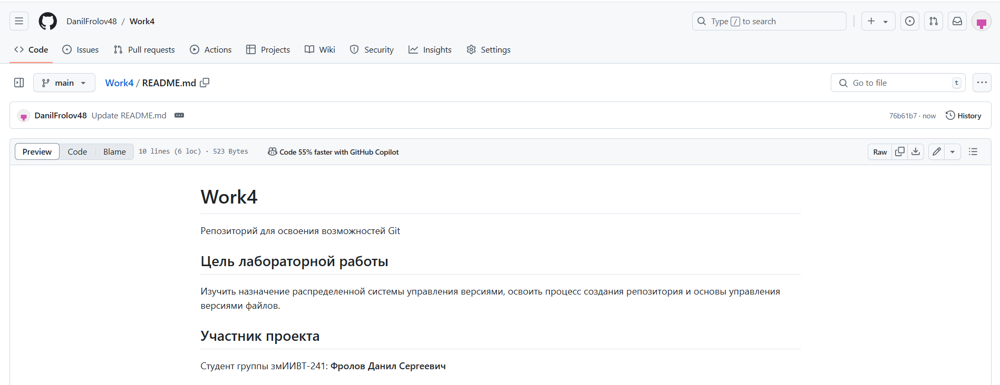 DanilFrolov48 / Work4
Type / to search
Code Issues Pull requests Actions Projects Wiki Security Insights Settings
main
Work4 / README.md
Go to file t
DanilFrolov48 Update README.md
76b61b7 · now History
Preview Code Blame 10 lines (6 loc) · 523 Bytes Code 55% faster with GitHub Copilot
Raw
Work4
Репозиторий для освоения возможностей Git
Цель лабораторной работы
Изучить назначение распределенной системы управления версиями, освоить процесс создания репозитория и основы управления
версиями файлов.
Участник проекта
Студент группы змИИВТ-241: Фролов Данил Сергеевич